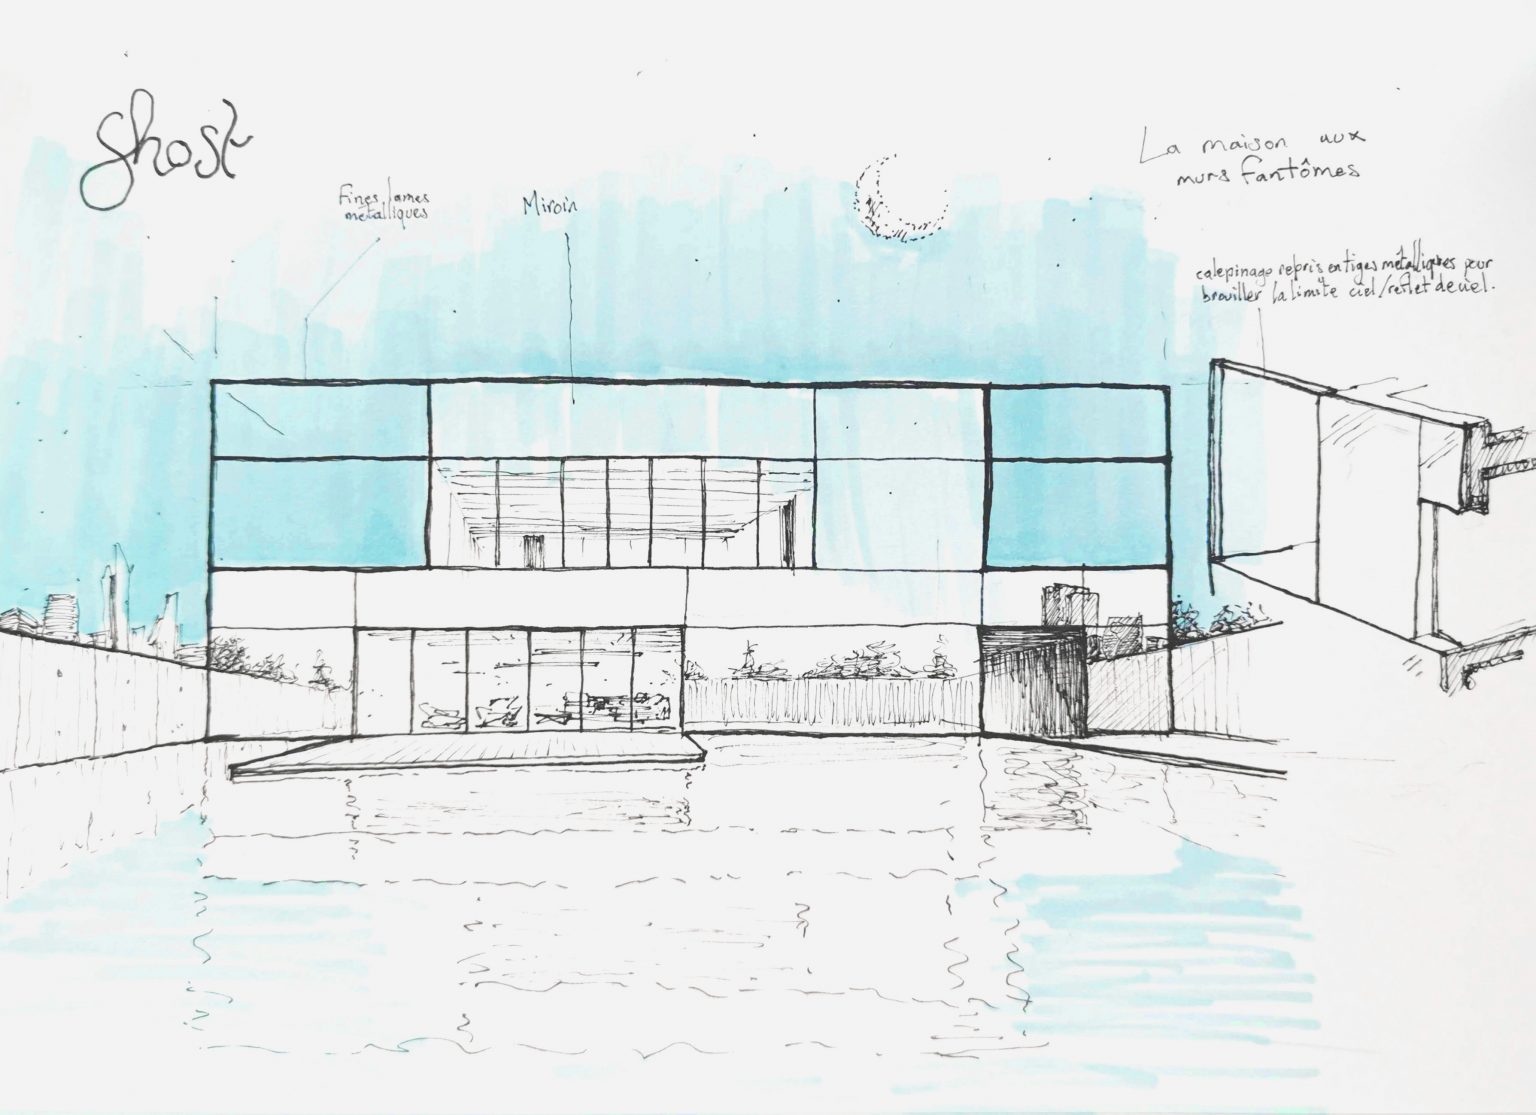 Ghost
La maison aux
murs fantômes
Fines lames
métalliques
Miroir
calepinage repris en tiges métalliques pour
brouiller la limite ciel/reflet de ciel.